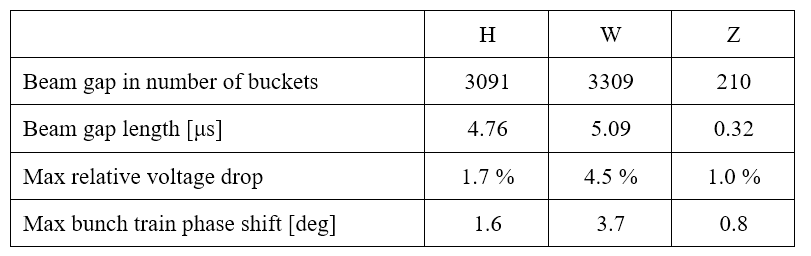 H W Z
Beam gap in number of buckets 3091 3309 210
Beam gap length [μs] 4.76 5.09 0.32
Max relative voltage drop 1.7 % 4.5 % 1.0 %
Max bunch train phase shift [deg] 1.6 3.7 0.8